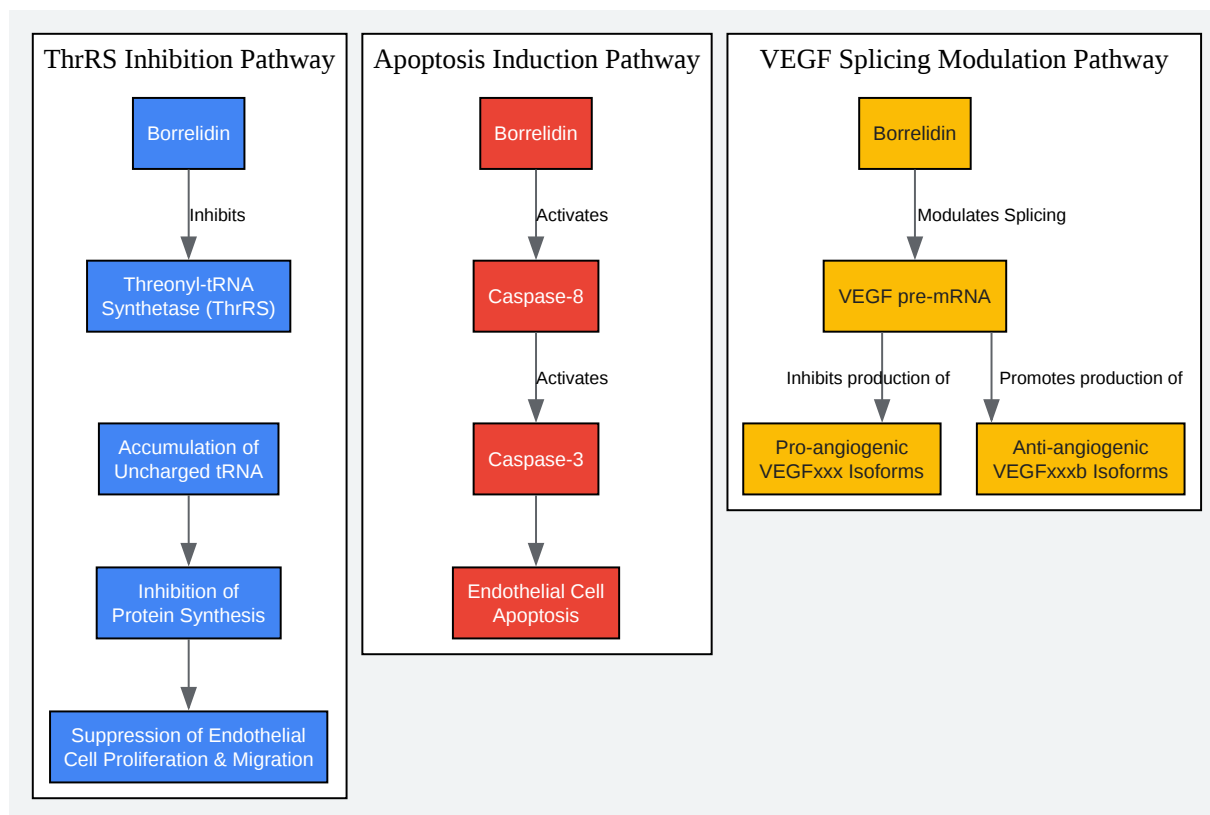 ThrRS Inhibition Pathway
Borrelidin
Inhibits
Threonyl-tRNA
Synthetase (ThrRS)
Accumulation of
Uncharged tRNA
Inhibition of
Protein Synthesis
Suppression of Endothelial
Cell Proliferation & Migration
Apoptosis Induction Pathway
Borrelidin
Activates
Caspase-8
Activates
Caspase-3
Endothelial Cell
Apoptosis
VEGF Splicing Modulation Pathway
Borrelidin
Modulates Splicing
VEGF pre-mRNA
Inhibits production of
Promotes production of
Pro-angiogenic
VEGFxxx Isoforms
Anti-angiogenic
VEGFxxxb Isoforms